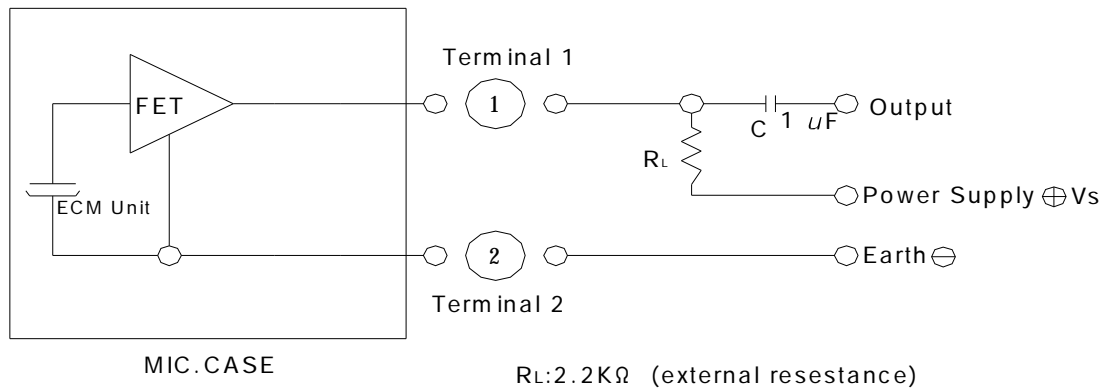 Terminal 1
FET
1
Output
C 1 uF
RL
ECM Unit
Power Supply ⊕ Vs
2
Earth ⊖
Terminal 2
MIC.CASE
RL:2.2KΩ (external resestance)